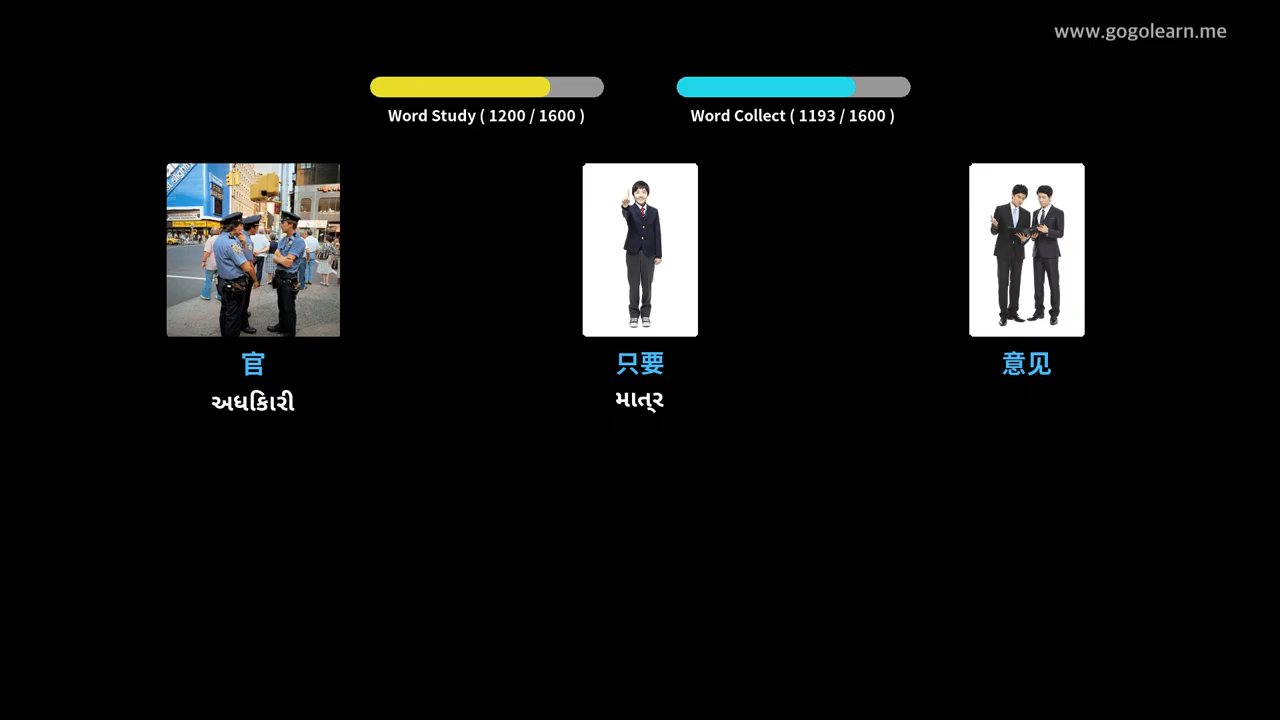 www.gogolearn.me
Word Study ( 1200 / 1600 )
Word Collect ( 1193 / 1600 )
官
只要
意见
અધિકારી
માત્ર